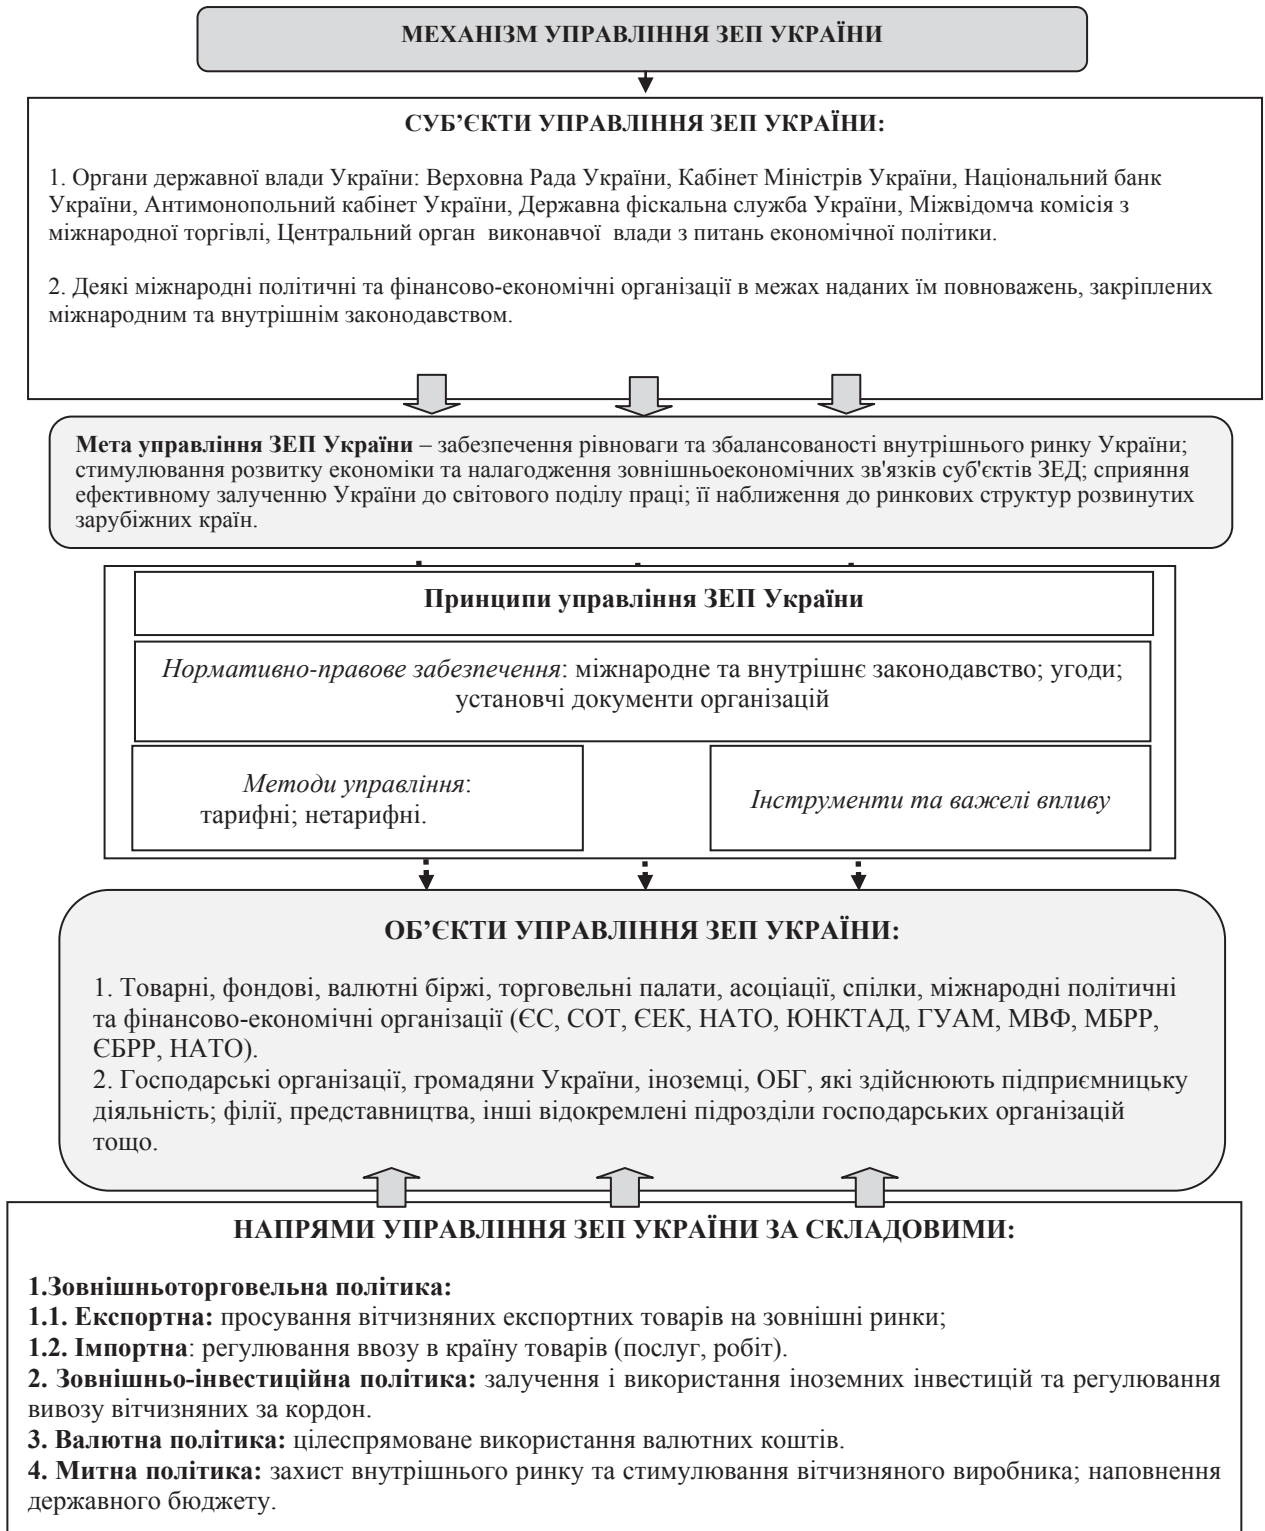 МЕХАНІЗМ УПРАВЛІННЯ ЗЕП УКРАЇНИ
СУБ’ЄКТИ УПРАВЛІННЯ ЗЕП УКРАЇНИ:
1. Органи державної влади України: Верховна Рада України, Кабінет Міністрів України, Національний банк
України, Антимонопольний кабінет України, Державна фіскальна служба України, Міжвідомча комісія з
міжнародної торгівлі, Центральний орган виконавчої влади з питань економічної політики.
2. Деякі міжнародні політичні та фінансово-економічні організації в межах наданих їм повноважень, закріплених
міжнародним та внутрішнім законодавством.
Мета управління ЗЕП України – забезпечення рівноваги та збалансованості внутрішнього ринку України;
стимулювання розвитку економіки та налагодження зовнішньоекономічних зв'язків суб'єктів ЗЕД; сприяння
ефективному залученню України до світового поділу праці; її наближення до ринкових структур розвинутих
зарубіжних країн.
Принципи управління ЗЕП України
Нормативно-правове забезпечення: міжнародне та внутрішнє законодавство; угоди;
установчі документи організацій
Методи управління:
тарифні; нетарифні.
Інструменти та важелі впливу
ОБ’ЄКТИ УПРАВЛІННЯ ЗЕП УКРАЇНИ:
1. Товарні, фондові, валютні біржі, торговельні палати, асоціації, спілки, міжнародні політичні
та фінансово-економічні організації (ЄС, СОТ, ЄЕК, НАТО, ЮНКТАД, ГУАМ, МВФ, МБРР,
ЄБРР, НАТО).
2. Господарські організації, громадяни України, іноземці, ОБГ, які здійснюють підприємницьку
діяльність; філії, представництва, інші відокремлені підрозділи господарських організацій
тощо.
НАПРЯМИ УПРАВЛІННЯ ЗЕП УКРАЇНИ ЗА СКЛАДОВИМИ:
1.Зовнішньоторговельна політика:
1.1. Експортна: просування вітчизняних експортних товарів на зовнішні ринки;
1.2. Імпортна: регулювання ввозу в країну товарів (послуг, робіт).
2. Зовнішньо-інвестиційна політика: залучення і використання іноземних інвестицій та регулювання
вивозу вітчизняних за кордон.
3. Валютна політика: цілеспрямоване використання валютних коштів.
4. Митна політика: захист внутрішнього ринку та стимулювання вітчизняного виробника; наповнення
державного бюджету.